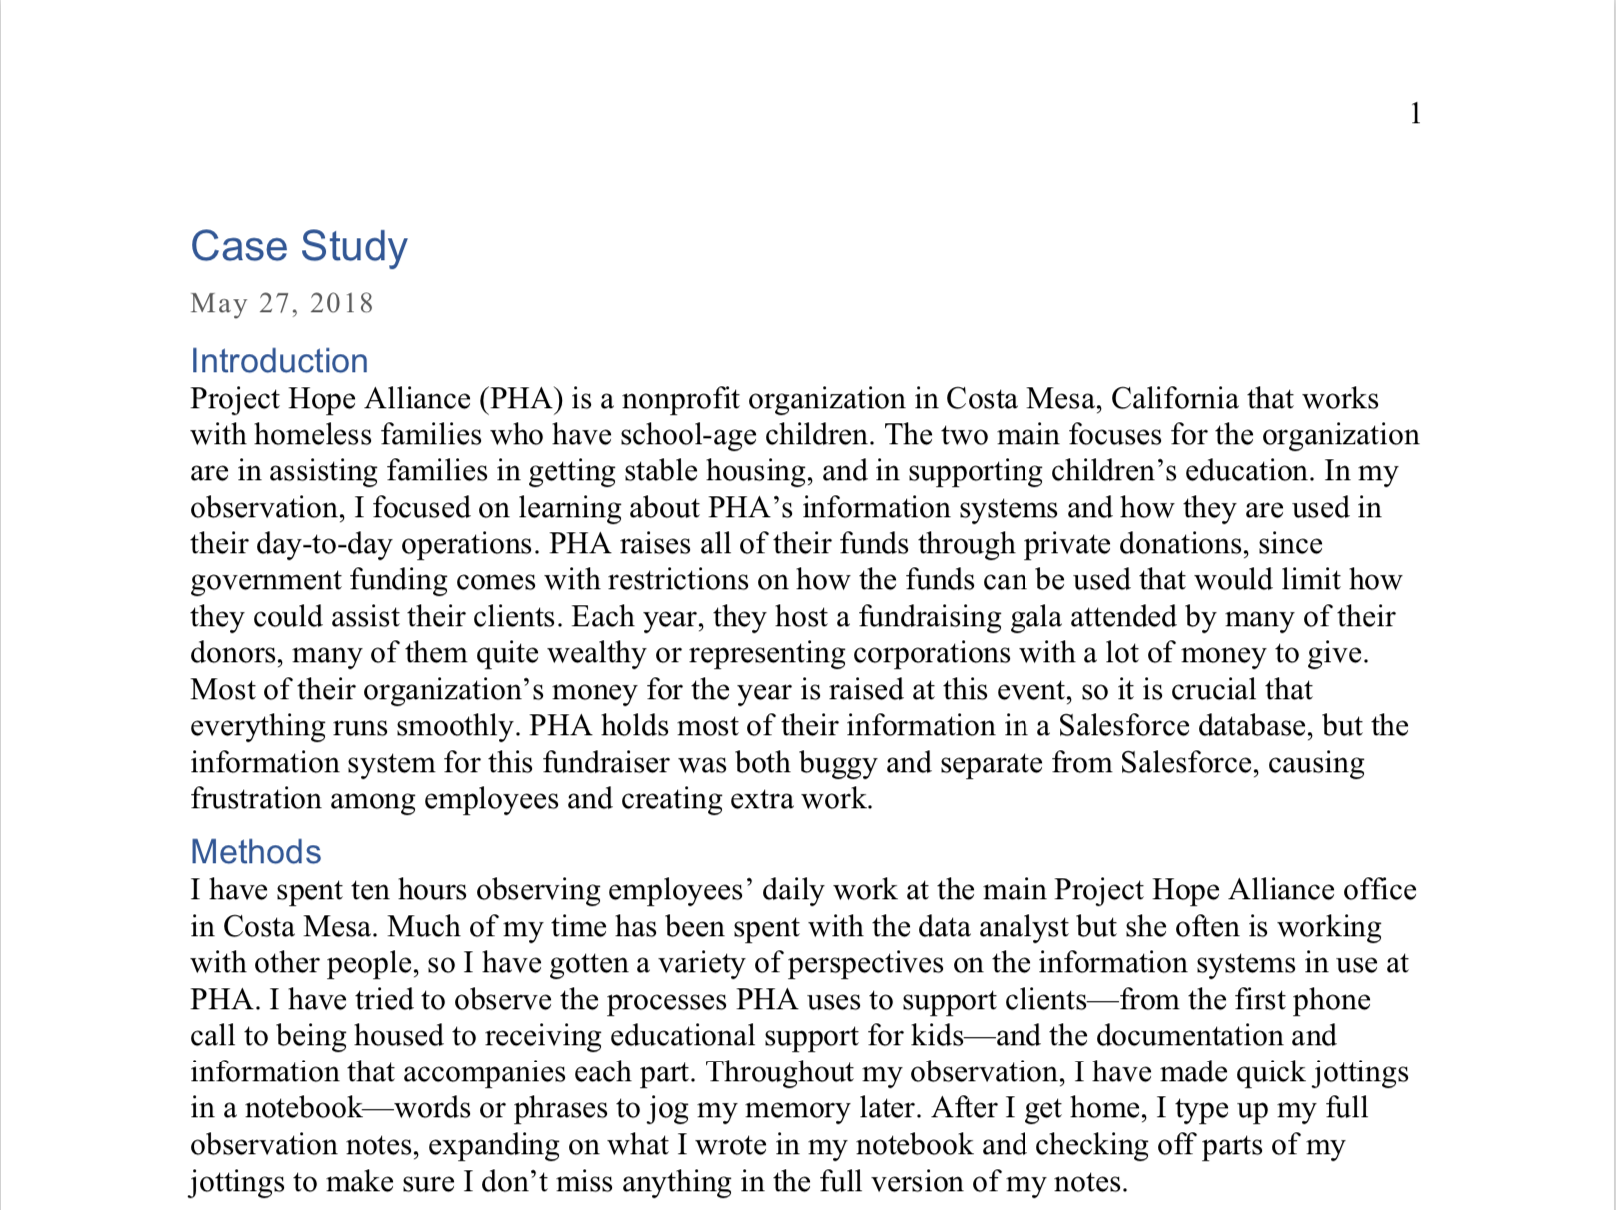 1
Case Study
May 27, 2018
Introduction
Project Hope Alliance (PHA) is a nonprofit organization in Costa Mesa, California that works
with homeless families who have school-age children. The two main focuses for the organization
are in assisting families in getting stable housing, and in supporting children’s education. In my
observation, I focused on learning about PHA’s information systems and how they are used in
their day-to-day operations. PHA raises all of their funds through private donations, since
government funding comes with restrictions on how the funds can be used that would limit how
they could assist their clients. Each year, they host a fundraising gala attended by many of their
donors, many of them quite wealthy or representing corporations with a lot of money to give.
Most of their organization’s money for the year is raised at this event, so it is crucial that
everything runs smoothly. PHA holds most of their information in a Salesforce database, but the
information system for this fundraiser was both buggy and separate from Salesforce, causing
frustration among employees and creating extra work.
Methods
I have spent ten hours observing employees’ daily work at the main Project Hope Alliance office
in Costa Mesa. Much of my time has been spent with the data analyst but she often is working
with other people, so I have gotten a variety of perspectives on the information systems in use at
PHA. I have tried to observe the processes PHA uses to support clients—from the first phone
call to being housed to receiving educational support for kids—and the documentation and
information that accompanies each part. Throughout my observation, I have made quick jottings
in a notebook—words or phrases to jog my memory later. After I get home, I type up my full
observation notes, expanding on what I wrote in my notebook and checking off parts of my
jottings to make sure I don’t miss anything in the full version of my notes.